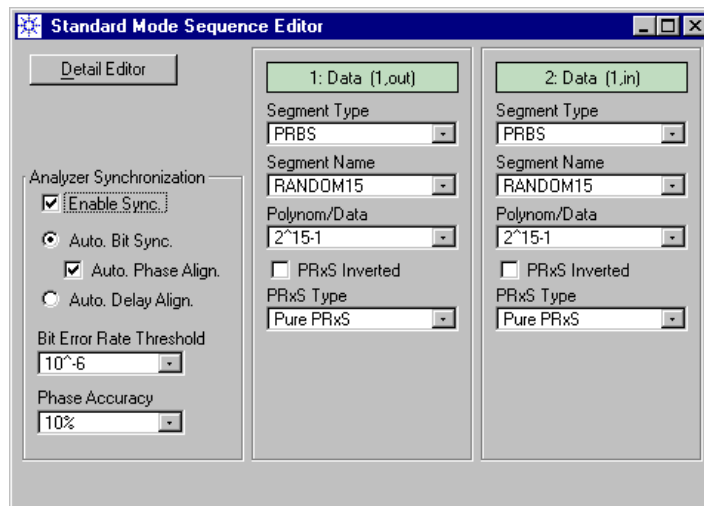 Standard Mode Sequence Editor
Detail Editor
Analyzer Synchronization
Enable Sync.
Auto. Bit Sync.
Auto. Phase Align.
Auto. Delay Align.
Bit Error Rate Threshold
10^-6
Phase Accuracy
10%
1: Data (1,out)
Segment Type
PRBS
Segment Name
RANDOM15
Polynom/Data
2^15-1
PRxS Inverted
PRxS Type
Pure PRxS
2: Data (1,in)
Segment Type
PRBS
Segment Name
RANDOM15
Polynom/Data
2^15-1
PRxS Inverted
PRxS Type
Pure PRxS